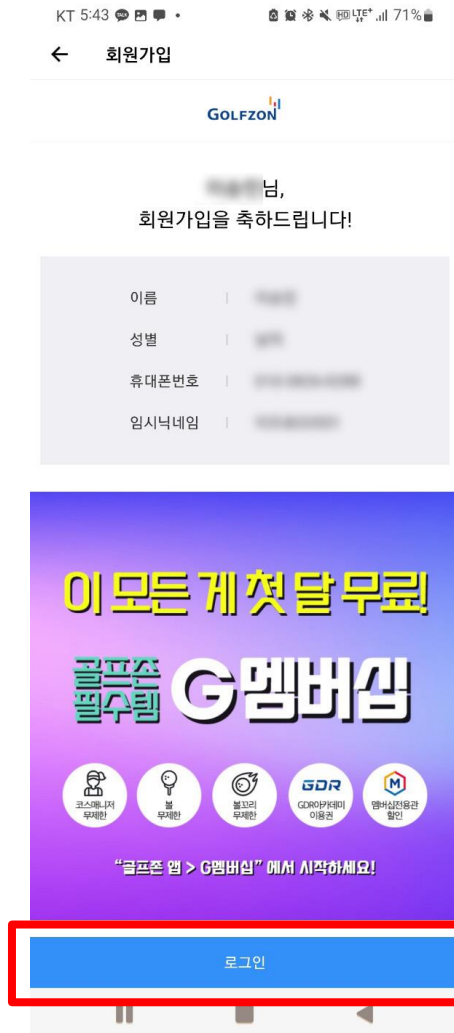 KT 5:43
HD LTE+ 71%
회원가입
GOLFZON
님,
회원가입을 축하드립니다!
이름
성별
휴대폰번호
임시닉네임
이 모든 게 첫 달 무료!
골프존
필수템
G멤버십
코스매니저
무제한
볼
무제한
볼꼬리
무제한
GDR
GDR아카데미
이용권
M
멤버십전용관
할인
“골프존 앱 > G멤버십” 에서 시작하세요!
로그인